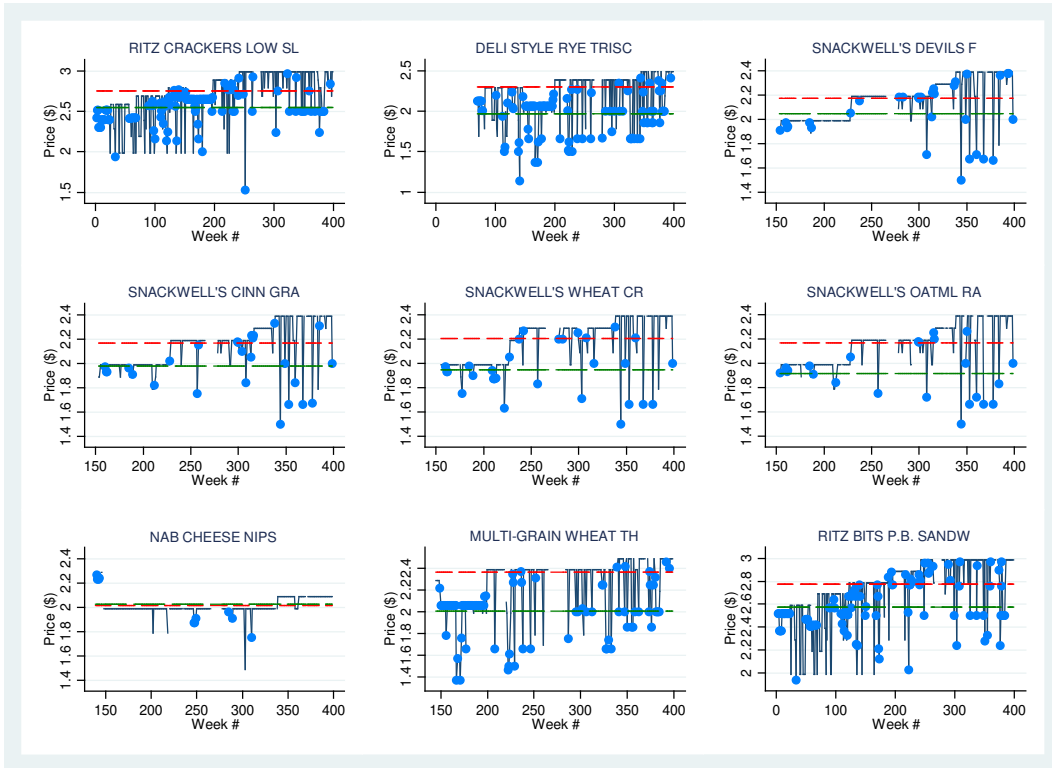 RITZ CRACKERS LOW SL
Price ($)
3
2.5
2
1.5
0 100 200 300 400
Week #
DELI STYLE RYE TRISC
Price ($)
2.5
2
1.5
1
0 100 200 300 400
Week #
SNACKWELL'S DEVILS F
Price ($)
1.4 1.6 1.8 2 2.2 2.4
150 200 250 300 350 400
Week #
SNACKWELL'S CINN GRA
Price ($)
1.4 1.6 1.8 2 2.2 2.4
150 200 250 300 350 400
Week #
SNACKWELL'S WHEAT CR
Price ($)
1.4 1.6 1.8 2 2.2 2.4
150 200 250 300 350 400
Week #
SNACKWELL'S OATML RA
Price ($)
1.4 1.6 1.8 2 2.2 2.4
150 200 250 300 350 400
Week #
NAB CHEESE NIPS
Price ($)
1.4 1.6 1.8 2 2.2 2.4
150 200 250 300 350 400
Week #
MULTI-GRAIN WHEAT TH
Price ($)
1.4 1.6 1.8 2 2.2 2.4
150 200 250 300 350 400
Week #
RITZ BITS P.B. SANDW
Price ($)
2 2.2 2.4 2.6 2.8 3
0 100 200 300 400
Week #